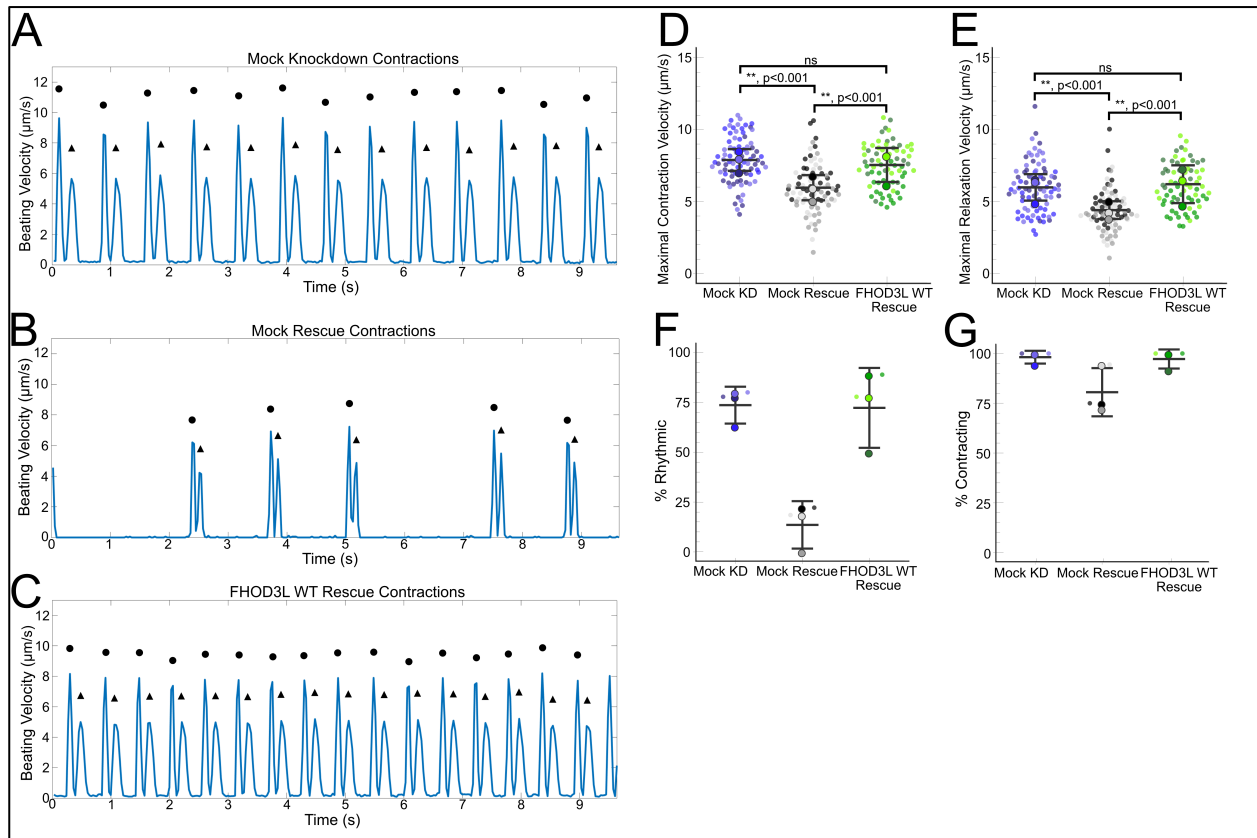 A
Mock Knockdown Contractions
Beating Velocity (μm/s)
12
10
8
6
4
2
0
0 1 2 3 4 5 6 7 8 9
Time (s)
B
Mock Rescue Contractions
Beating Velocity (μm/s)
12
10
8
6
4
2
0
0 1 2 3 4 5 6 7 8 9
Time (s)
C
FHOD3L WT Rescue Contractions
Beating Velocity (μm/s)
12
10
8
6
4
2
0
0 1 2 3 4 5 6 7 8 9
Time (s)
D
Maximal Contraction Velocity (μm/s)
15
10
5
0
ns
**, p<0.001
**, p<0.001
Mock KD Mock Rescue FHOD3L WT
Rescue
E
Maximal Relaxation Velocity (μm/s)
15
10
5
0
ns
**, p<0.001
**, p<0.001
Mock KD Mock Rescue FHOD3L WT
Rescue
F
% Rhythmic
100
75
50
25
0
Mock KD Mock Rescue FHOD3L WT
Rescue
G
% Contracting
100
75
50
25
0
Mock KD Mock Rescue FHOD3L WT
Rescue